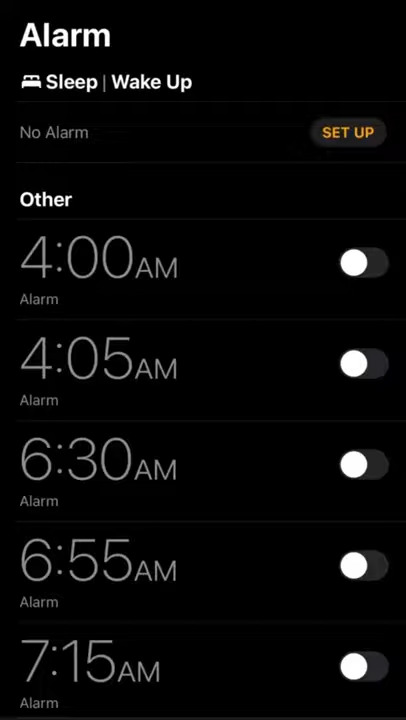 Alarm
Sleep | Wake Up
No Alarm
SET UP
Other
4:00AM
Alarm
4:05AM
Alarm
6:30AM
Alarm
6:55AM
Alarm
7:15AM
Alarm